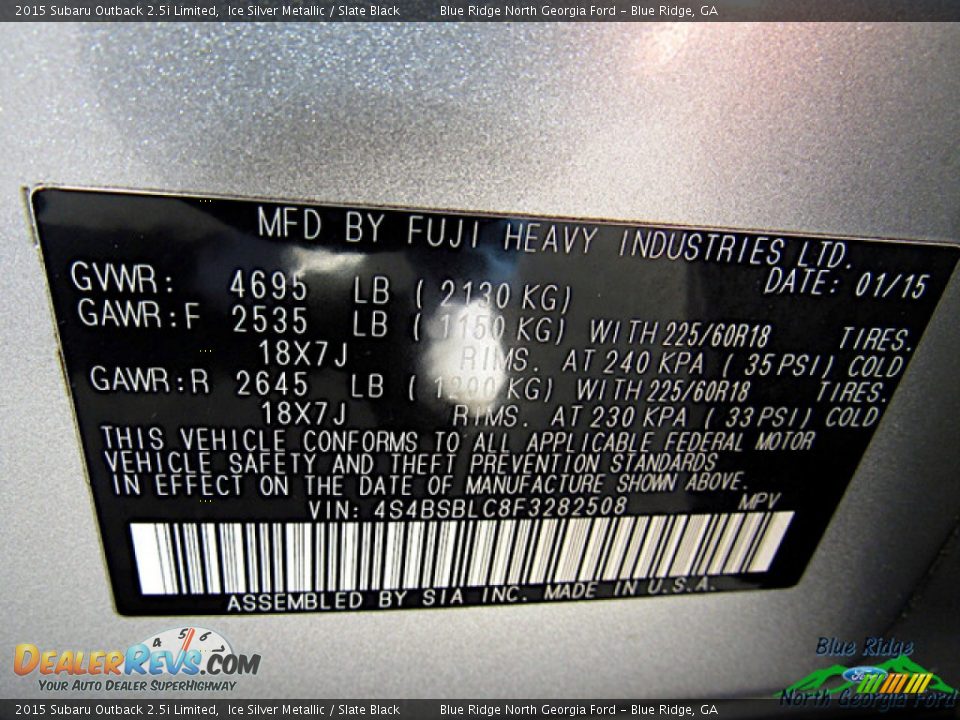 2015 Subaru Outback 2.5i Limited, Ice Silver Metallic / Slate Black Blue Ridge North Georgia Ford - Blue Ridge, GA
MFD BY FUJI HEAVY INDUSTRIES LTD.
DATE: 01/15
GVWR: 4695 LB ( 2130 KG)
GAWR:F 2535 LB ( 1150 KG) WITH 225/60R18 TIRES.
18X7J RIMS. AT 240 KPA ( 35 PSI) COLD
GAWR:R 2645 LB ( 1200 KG) WITH 225/60R18 TIRES.
18X7J RIMS. AT 230 KPA ( 33 PSI) COLD
THIS VEHICLE CONFORMS TO ALL APPLICABLE FEDERAL MOTOR
VEHICLE SAFETY AND THEFT PREVENTION STANDARDS
IN EFFECT ON THE DATE OF MANUFACTURE SHOWN ABOVE.
VIN: 4S4BSBLC8F3282508 MPV
ASSEMBLED BY SIA INC. MADE IN U.S.A.
4 5 6
DEALERREVS.COM
YOUR AUTO DEALER SUPERHIGHWAY
Blue Ridge
Ford
North Georgia Ford
2015 Subaru Outback 2.5i Limited, Ice Silver Metallic / Slate Black Blue Ridge North Georgia Ford - Blue Ridge, GA